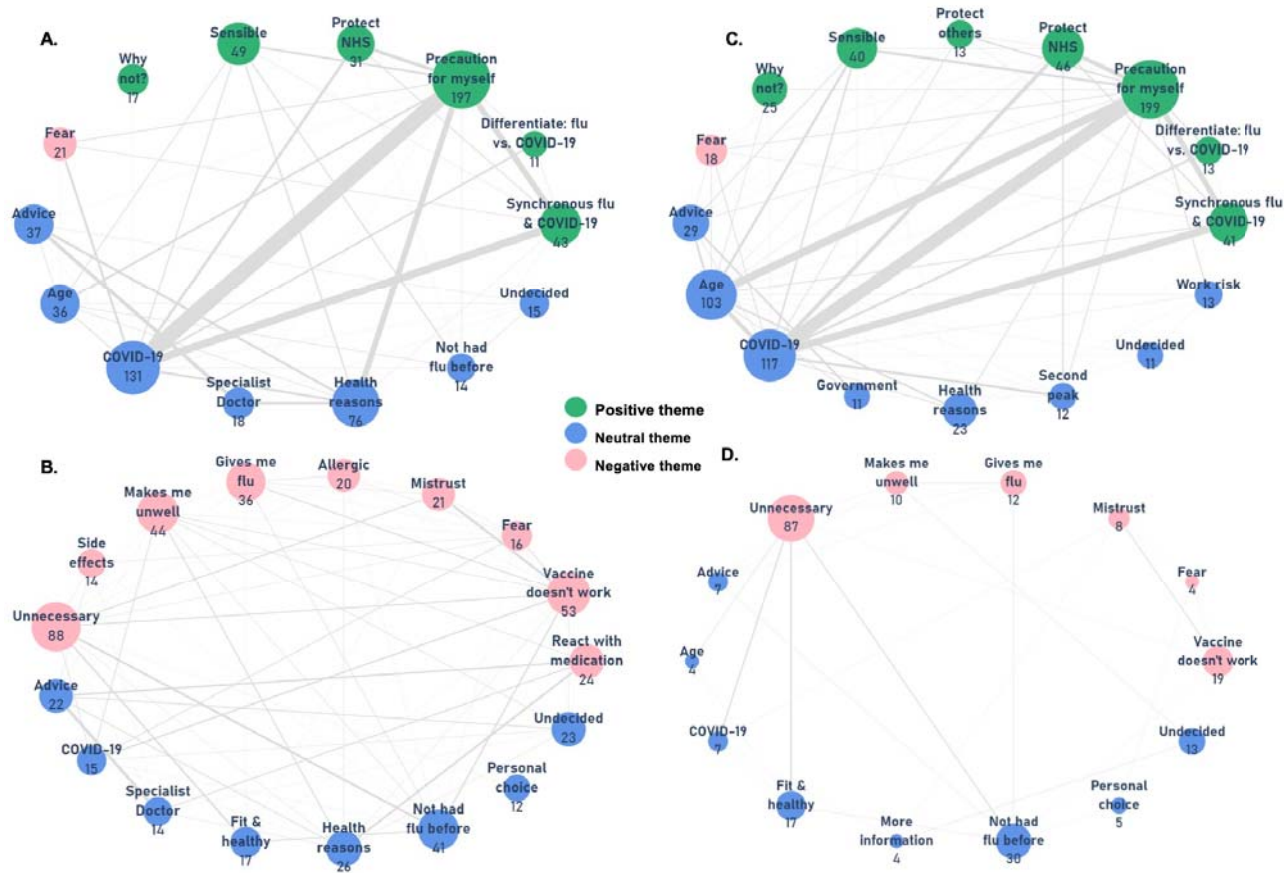 A.
Sensible
49
Protect
NHS
31
Precaution
for myself
197
Why
not?
17
Differentiate: flu
vs. COVID-19
11
Fear
21
Synchronous flu
& COVID-19
43
Advice
37
Age
36
Undecided
15
COVID-19
131
Not had
flu before
14
Specialist
Doctor
18
Health
reasons
76
C.
Protect
others
13
Sensible
40
Protect
NHS
46
Precaution
for myself
199
Why
not?
25
Differentiate: flu
vs. COVID-19
13
Fear
18
Synchronous flu
& COVID-19
41
Advice
29
Age
103
Work risk
13
COVID-19
117
Undecided
11
Government
11
Health
reasons
23
Second
peak
12
Positive theme
Neutral theme
Negative theme
B.
Gives me
flu
36
Allergic
20
Mistrust
21
Makes me
unwell
44
Fear
16
Side
effects
14
Vaccine
doesn't work
53
Unnecessary
88
React with
medication
24
Advice
22
Undecided
23
COVID-19
15
Personal
choice
12
Specialist
Doctor
14
Fit &
healthy
17
Health
reasons
26
Not had
flu before
41
D.
Makes me
unwell
10
Gives me
flu
12
Unnecessary
87
Mistrust
8
Advice
7
Fear
4
Age
4
Vaccine
doesn't work
19
COVID-19
7
Undecided
13
Fit &
healthy
17
Personal
choice
5
More
information
4
Not had
flu before
30